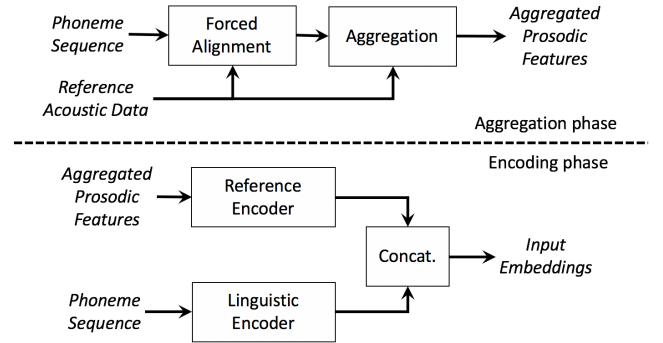 Phoneme
Sequence
Forced
Alignment
Aggregation
Aggregated
Prosodic
Features
Reference
Acoustic Data
Aggregation phase
Encoding phase
Aggregated
Prosodic
Features
Reference
Encoder
Concat.
Input
Embeddings
Phoneme
Sequence
Linguistic
Encoder